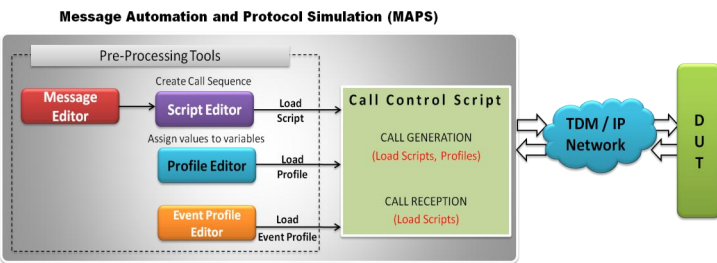 Message Automation and Protocol Simulation (MAPS)
Pre-Processing Tools
Create Call Sequence
Message
Editor
Script Editor
Load
Script
Assign values to variables
Profile Editor
Load
Profile
Event Profile
Editor
Load
Event Profile
Call Control Script
CALL GENERATION
(Load Scripts, Profiles)
CALL RECEPTION
(Load Scripts)
TDM / IP
Network
D
U
T